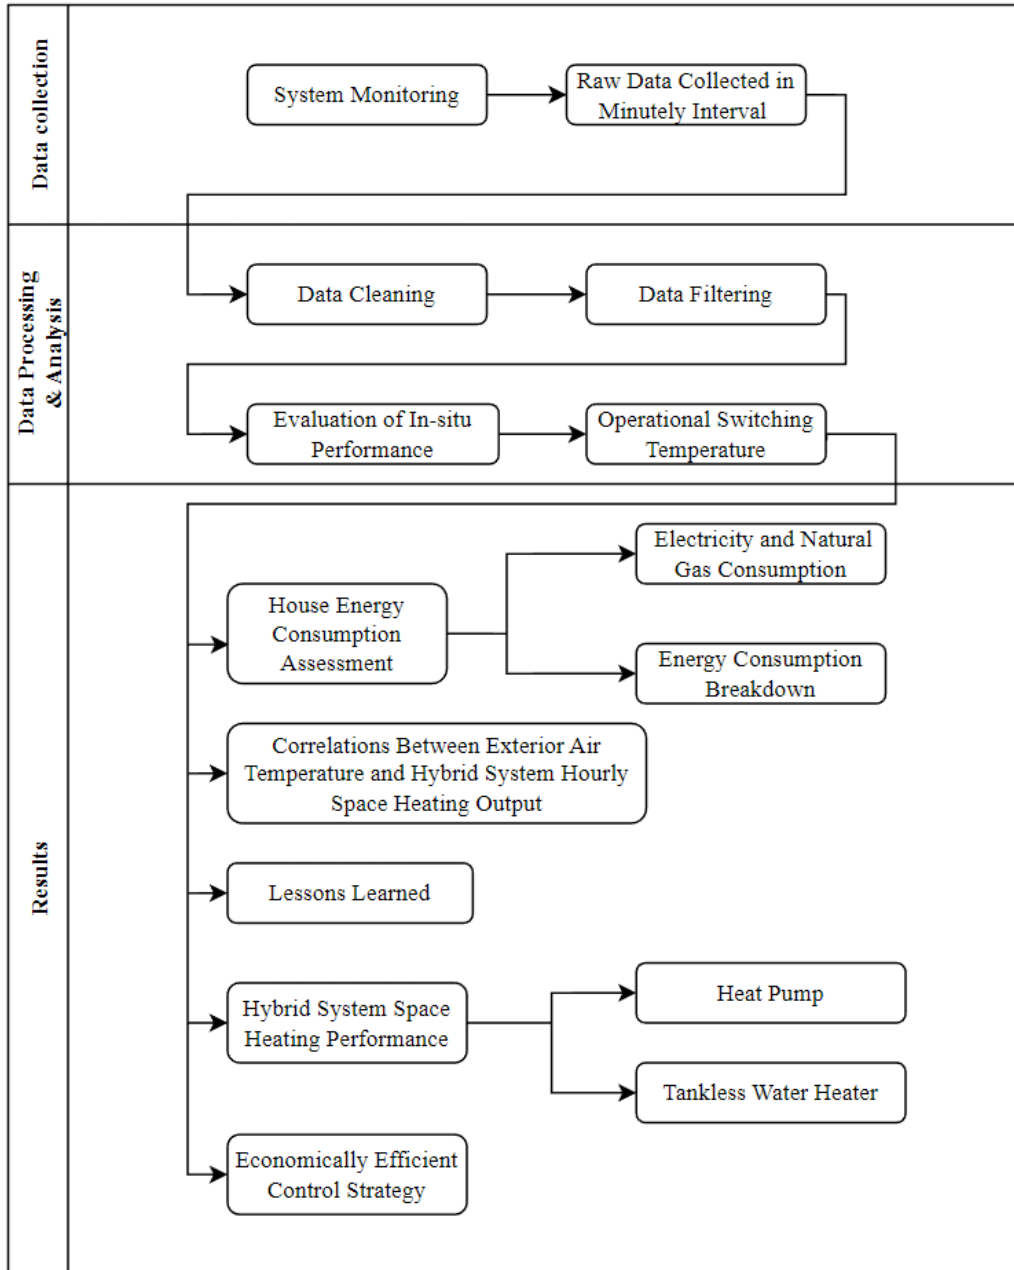 Data collection
System Monitoring
Raw Data Collected in
Minutely Interval
Data Processing
& Analysis
Data Cleaning
Data Filtering
Evaluation of In-situ
Performance
Operational Switching
Temperature
Results
House Energy
Consumption
Assessment
Electricity and Natural
Gas Consumption
Energy Consumption
Breakdown
Correlations Between Exterior Air
Temperature and Hybrid System Hourly
Space Heating Output
Lessons Learned
Hybrid System Space
Heating Performance
Heat Pump
Tankless Water Heater
Economically Efficient
Control Strategy